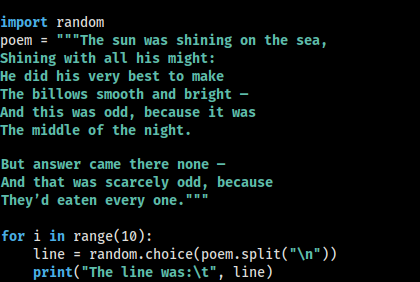 import random
poem = """The sun was shining on the sea,
Shining with all his might:
He did his very best to make
The billows smooth and bright —
And this was odd, because it was
The middle of the night.

But answer came there none —
And that was scarcely odd, because
They’d eaten every one."""

for i in range(10):
    line = random.choice(poem.split("\n"))
    print("The line was:\t", line)